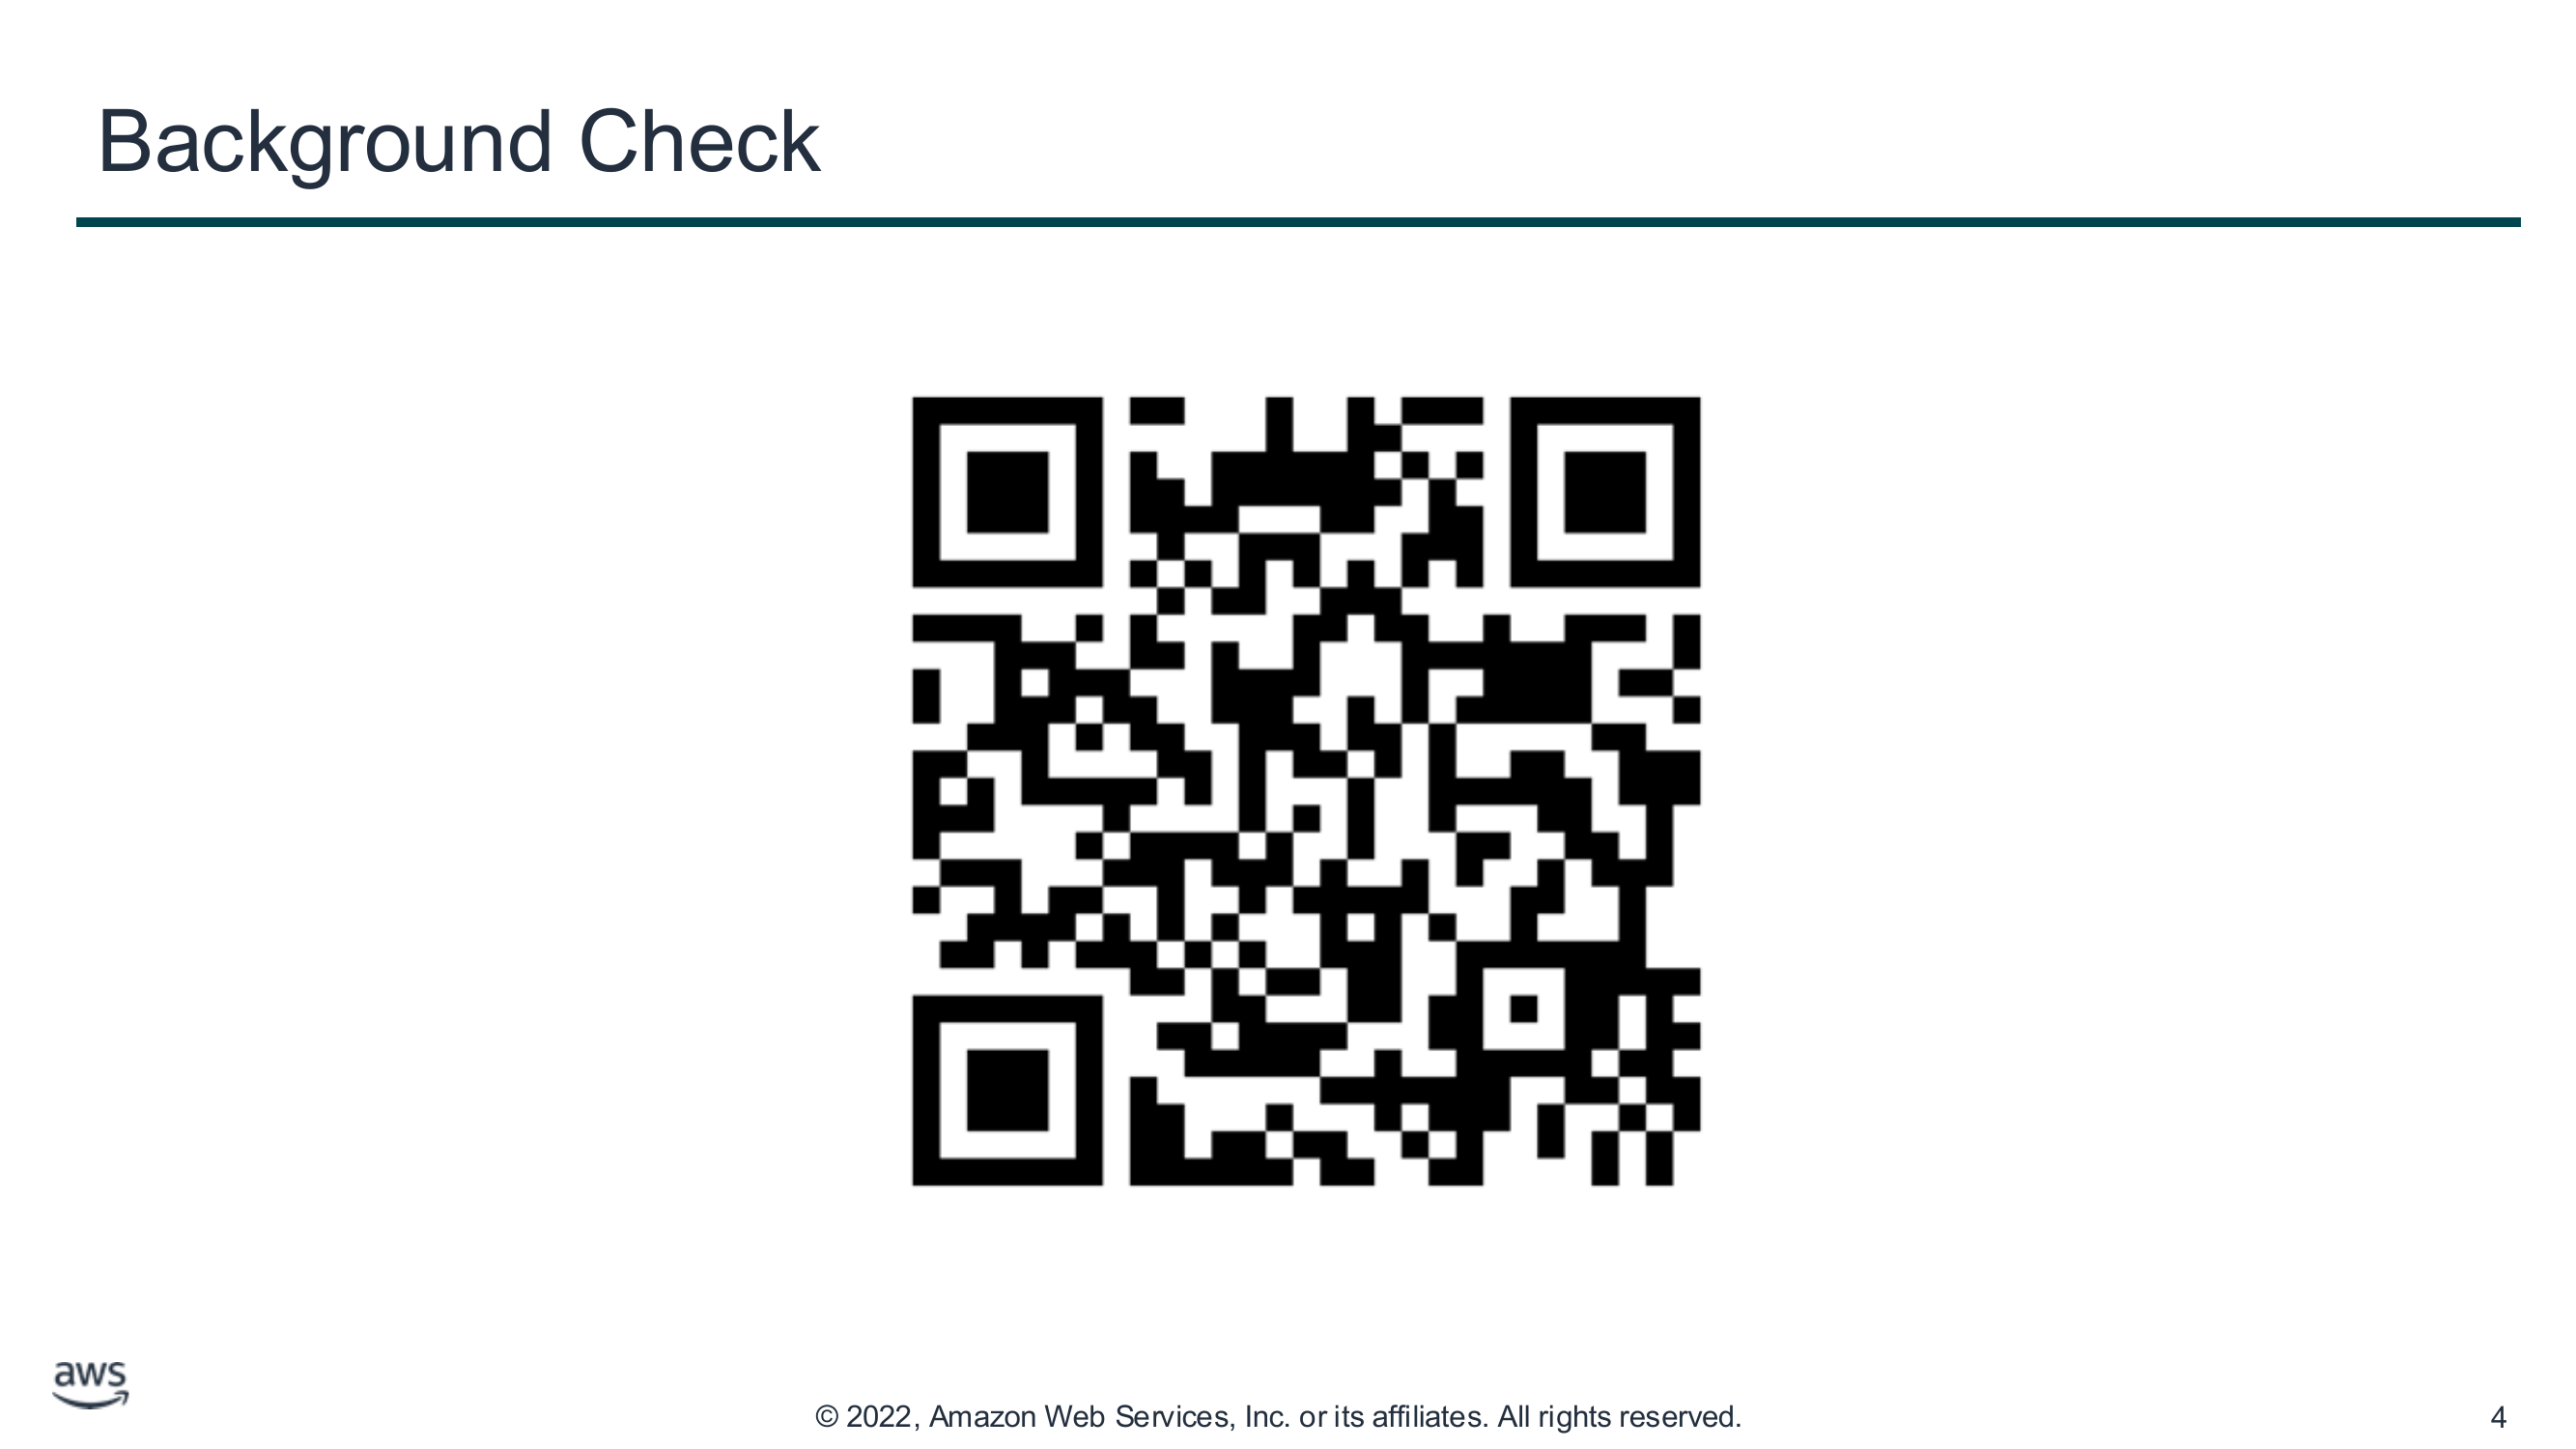 Background Check
aws
© 2022, Amazon Web Services, Inc. or its affiliates. All rights reserved.
4